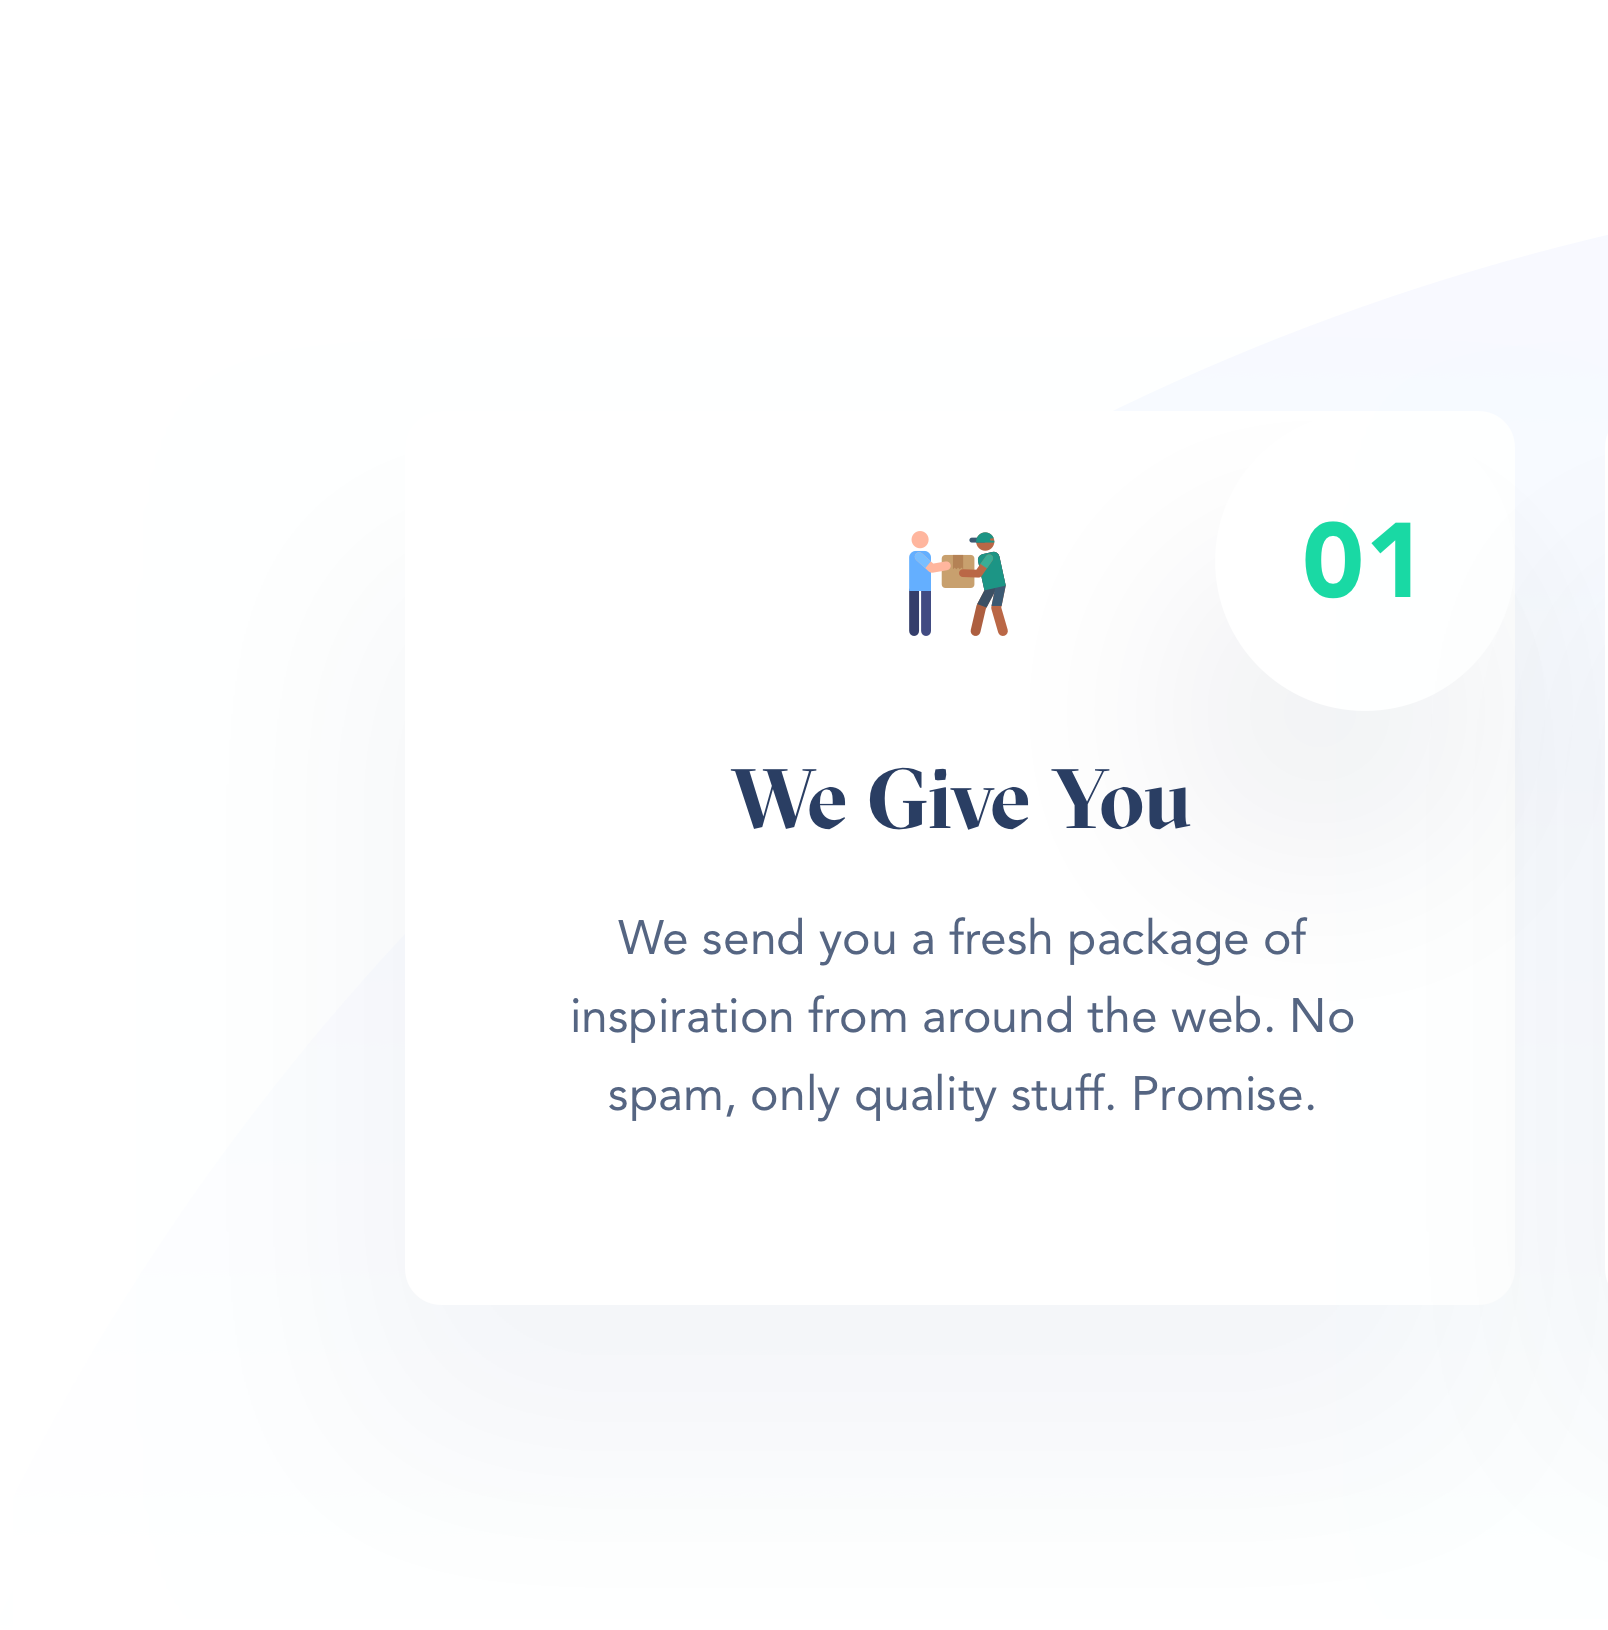 01
We Give You
We send you a fresh package of
inspiration from around the web. No
spam, only quality stuff. Promise.